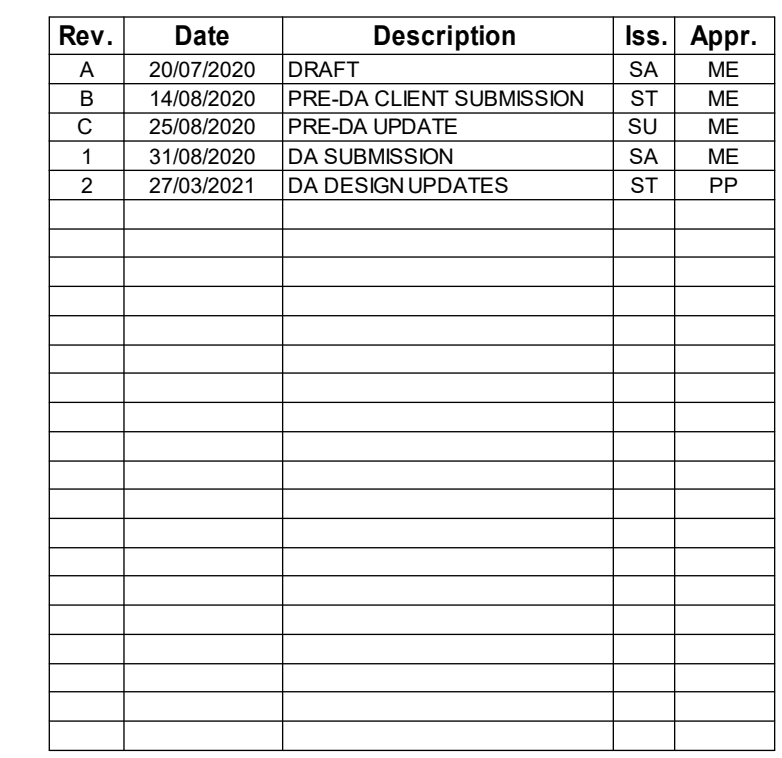 Rev. Date Description Iss. Appr.
A 20/07/2020 DRAFT SA ME
B 14/08/2020 PRE-DA CLIENT SUBMISSION ST ME
C 25/08/2020 PRE-DA UPDATE SU ME
1 31/08/2020 DA SUBMISSION SA ME
2 27/03/2021 DA DESIGN UPDATES ST PP